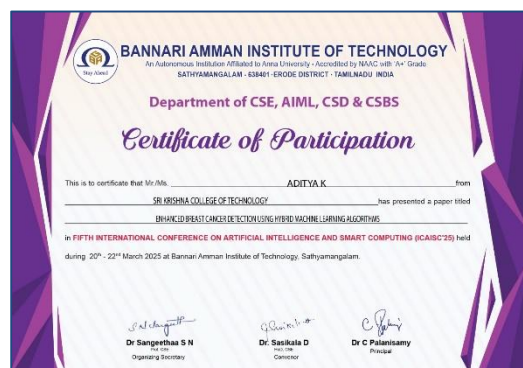 BANNARI AMMAN INSTITUTE OF TECHNOLOGY
An Autonomous Institution Affiliated to Anna University - Accredited by NAAC with 'A+' Grade
SATHYAMANGALAM - 638401 - ERODE DISTRICT - TAMILNADU INDIA
Stay Ahead
Department of CSE, AIML, CSD & CSBS
Certificate of Participation
This is to certificate that Mr./Ms. ADITYA K from
SRI KRISHNA COLLEGE OF TECHNOLOGY has presented a paper titled
ENHANCED BREAST CANCER DETECTION USING HYBRID MACHINE LEARNING ALGORITHMS
in FIFTH INTERNATIONAL CONFERENCE ON ARTIFICIAL INTELLIGENCE AND SMART COMPUTING (ICAISC'25) held
during 20th - 22nd March 2025 at Bannari Amman Institute of Technology, Sathyamangalam.
Dr Sangeethaa S N Dr. Sasikala D Dr C Palanisamy
Organizing Secretary Convenor Principal